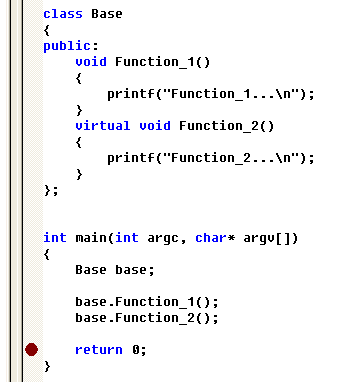 class Base
{
public:
    void Function_1()
    {
        printf("Function_1...\n");
    }
    virtual void Function_2()
    {
        printf("Function_2...\n");
    }
};
int main(int argc, char* argv[])
{
    Base base;
    base.Function_1();
    base.Function_2();
    return 0;
}